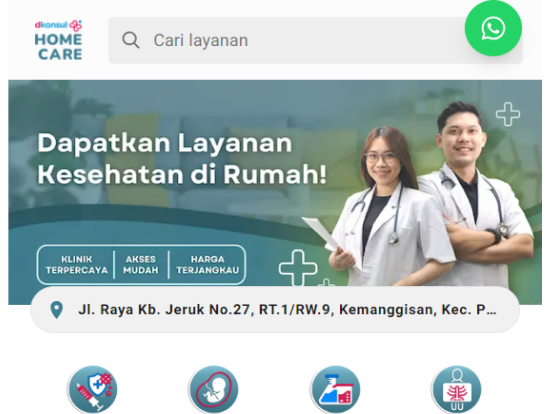 dkonsul
HOME
CARE
Cari layanan
Dapatkan Layanan
Kesehatan di Rumah!
KLINIK
TERPERCAYA
AKSES
MUDAH
HARGA
TERJANGKAU
Jl. Raya Kb. Jeruk No.27, RT.1/RW.9, Kemanggisan, Kec. P...